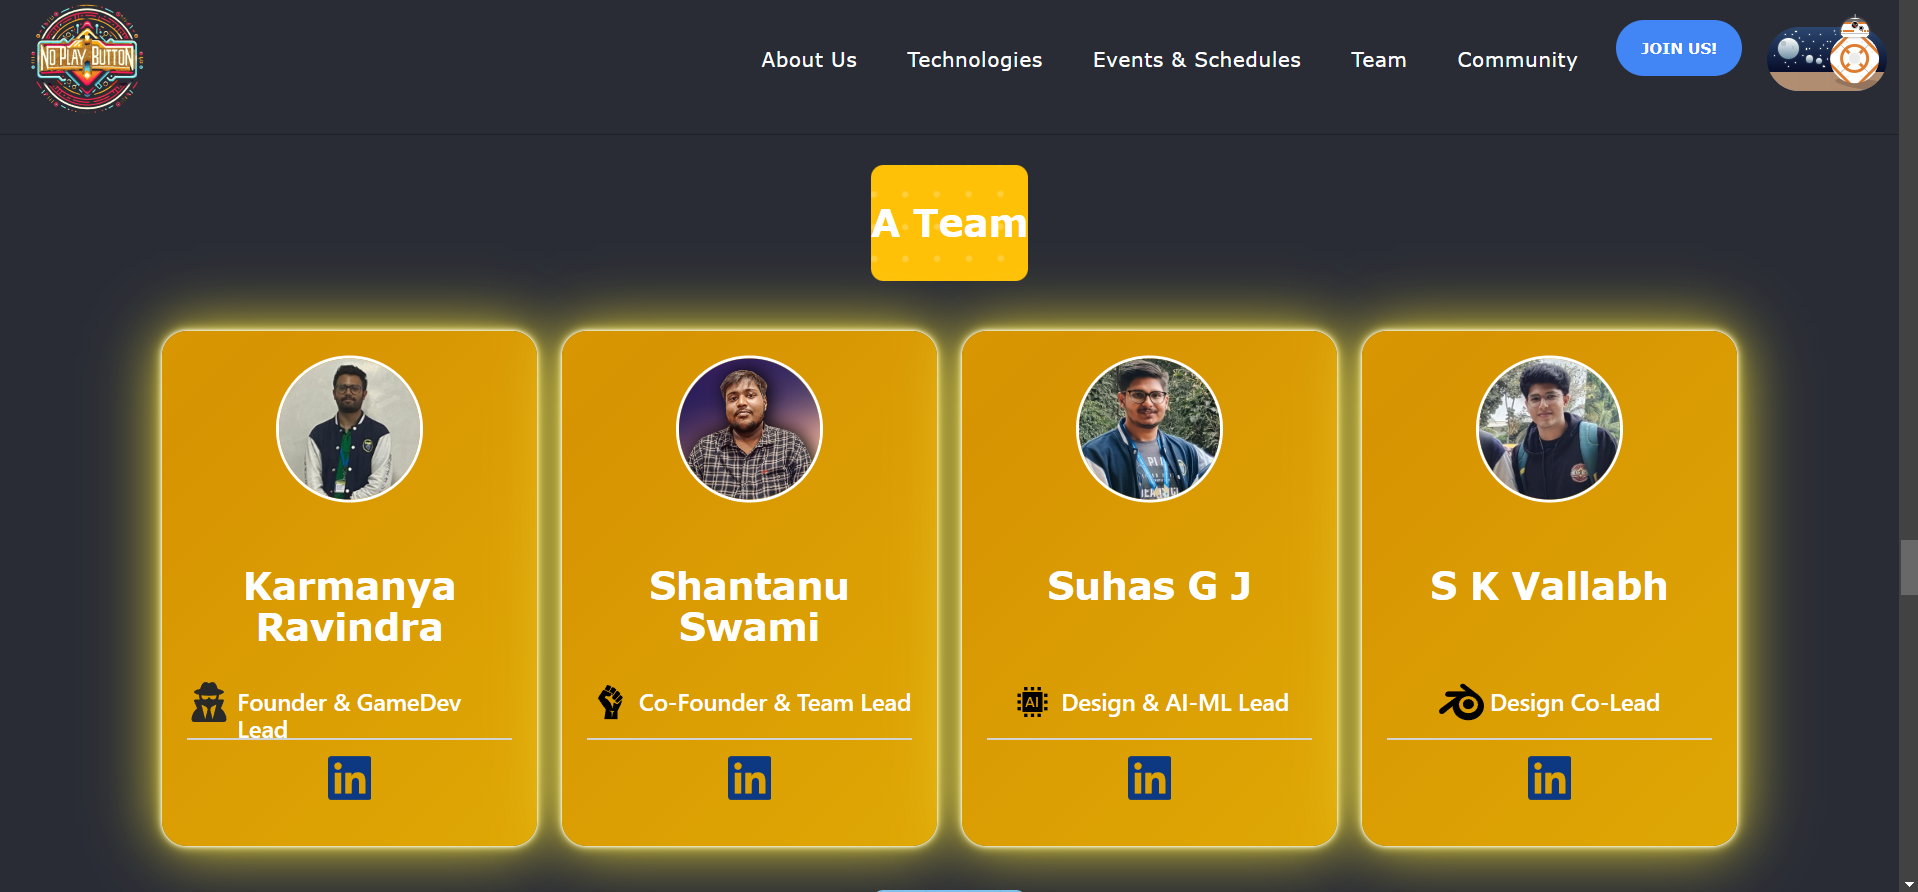 NO PLAY BUTTON
About Us
Technologies
Events & Schedules
Team
Community
JOIN US!
A Team
Karmanya
Ravindra
Founder & GameDev
Lead
in
Shantanu
Swami
Co-Founder & Team Lead
in
Suhas G J
AI
Design & AI-ML Lead
in
S K Vallabh
Design Co-Lead
in